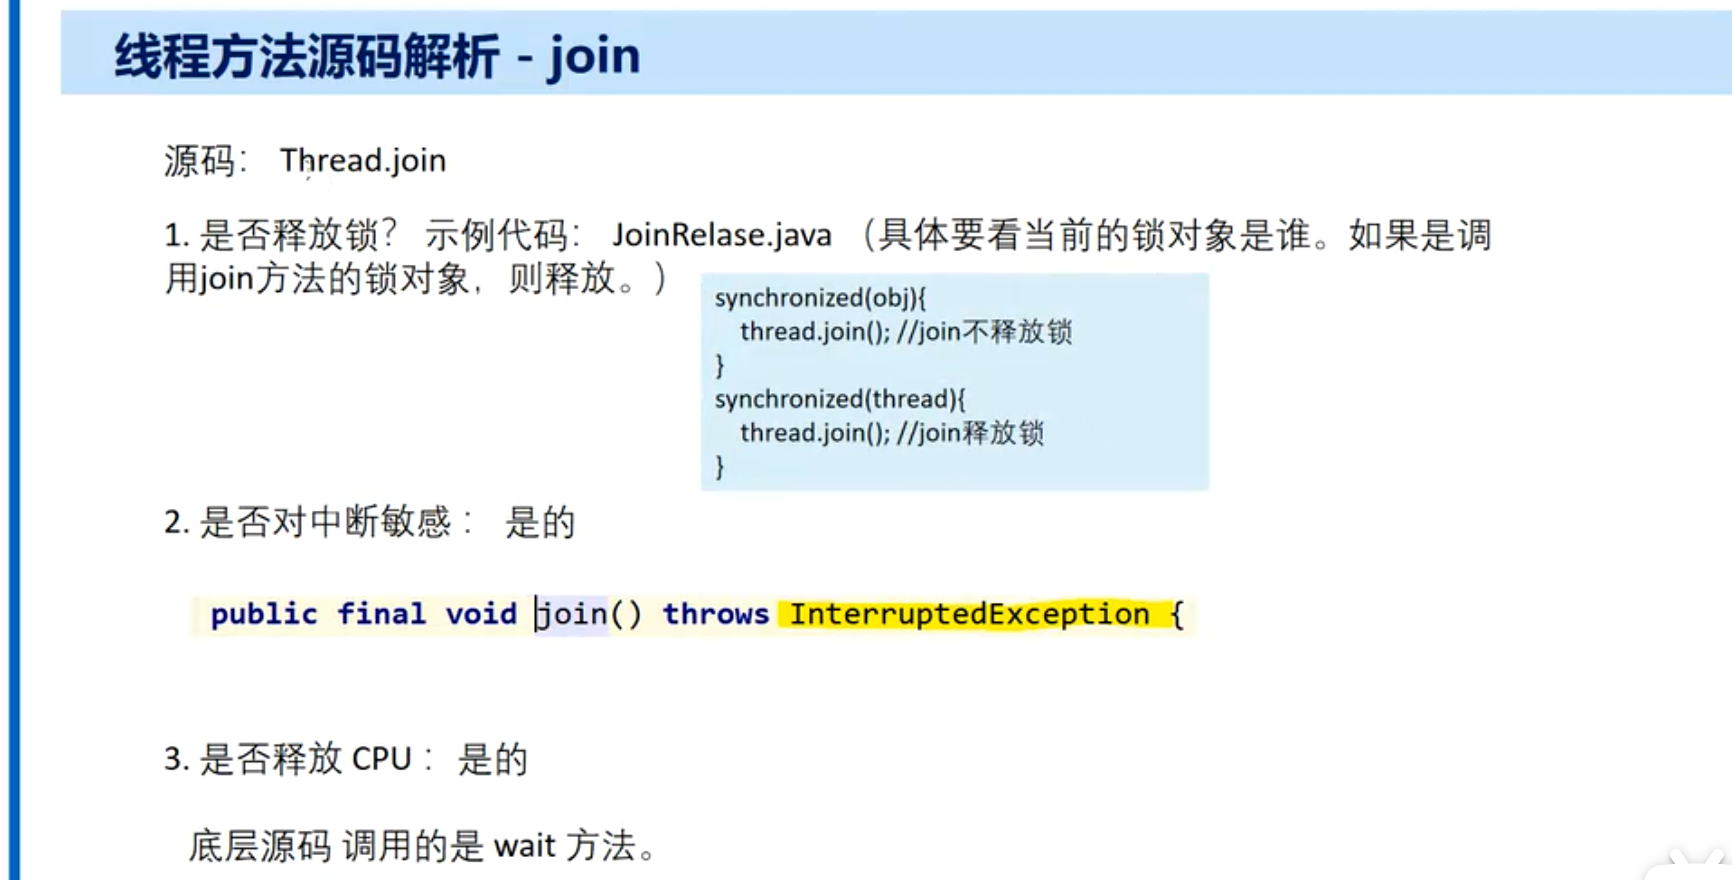 线程方法源码解析 - join
源码： Thread.join
1. 是否释放锁？ 示例代码： JoinRelase.java （具体要看当前的锁对象是谁。如果是调
用join方法的锁对象，则释放。）
synchronized(obj){
thread.join(); //join不释放锁
}
synchronized(thread){
thread.join(); //join释放锁
}
2. 是否对中断敏感： 是的
public final void join() throws InterruptedException {
3. 是否释放 CPU： 是的
底层源码 调用的是 wait 方法。